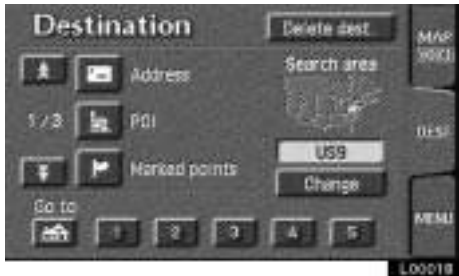 Destination
Delete dest.
MAP
VOICE
Search area
Address
1/3
POI
DEST
US9
Marked points
Change
Go to
MENU
1 2 3 4 5
L00018